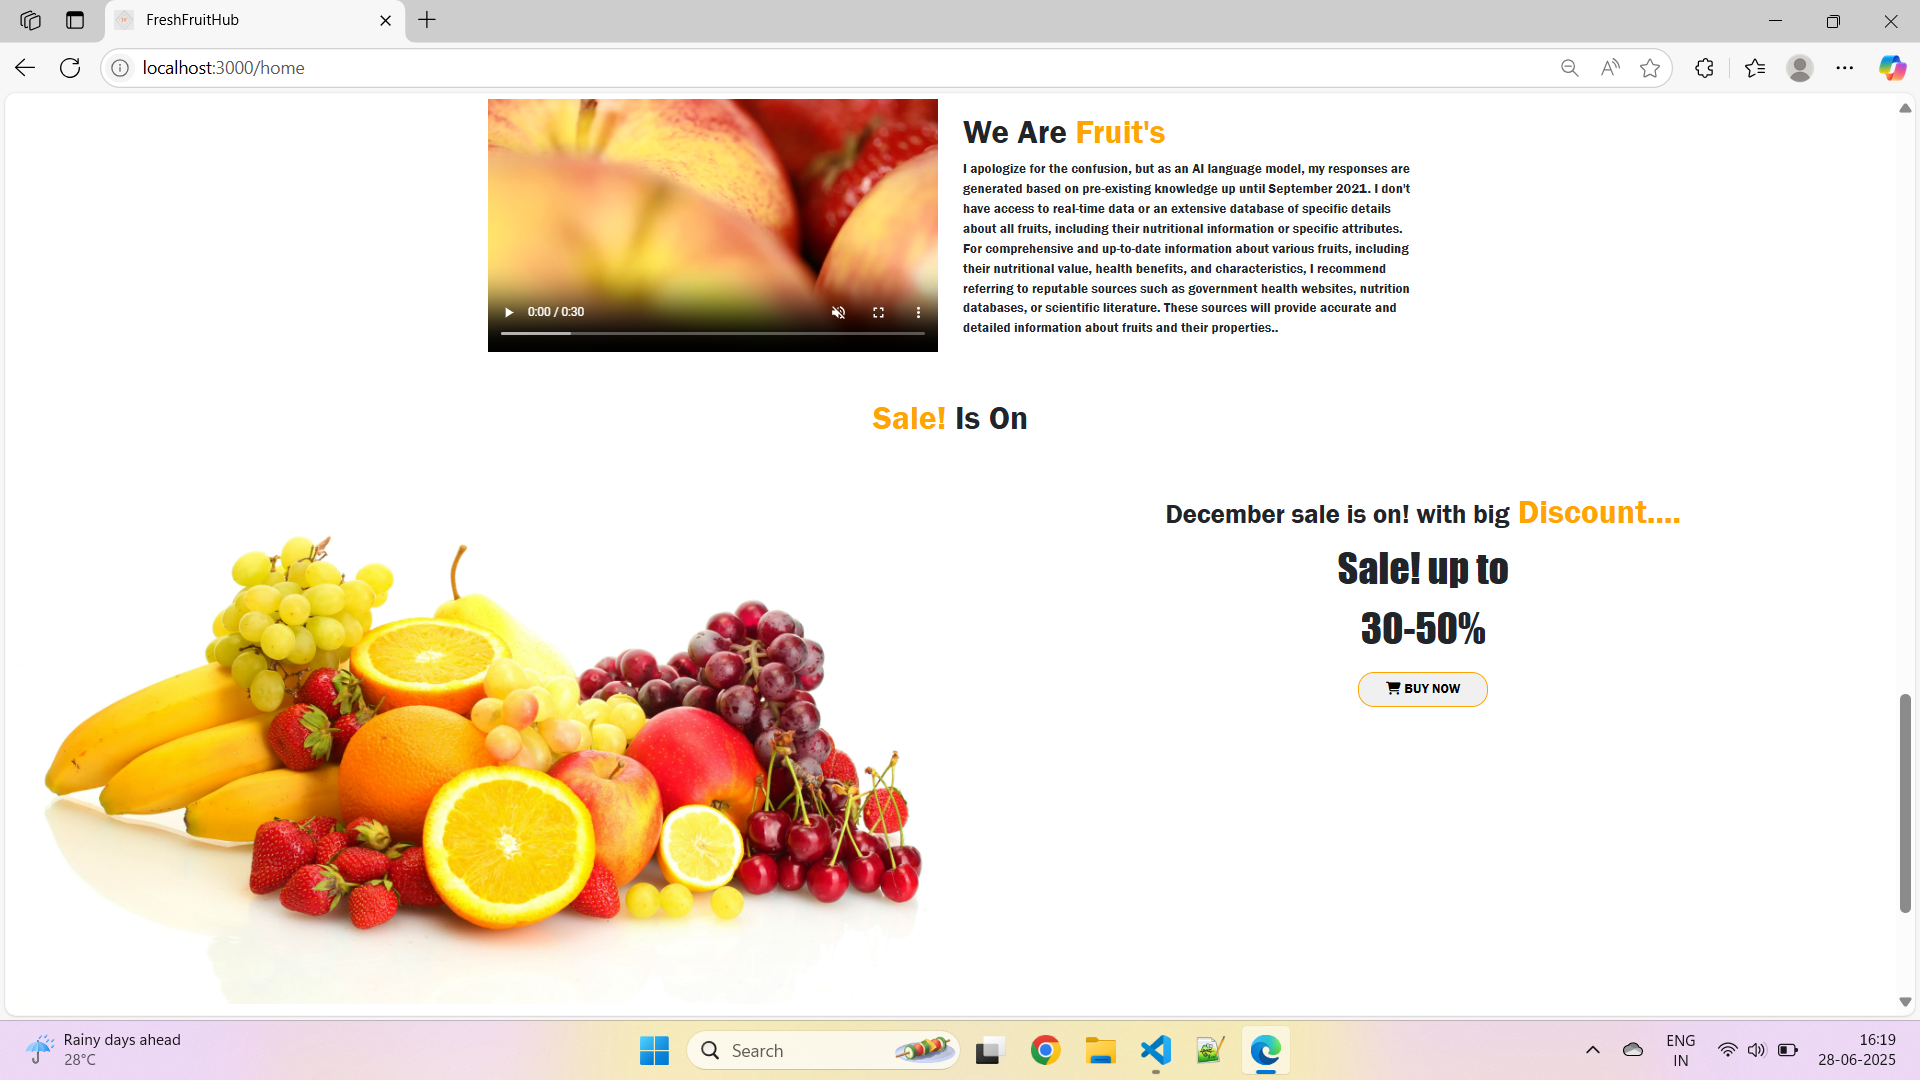 FreshFruitHub
localhost:3000/home
We Are Fruit's
I apologize for the confusion, but as an AI language model, my responses are
generated based on pre-existing knowledge up until September 2021. I don't
have access to real-time data or an extensive database of specific details
about all fruits, including their nutritional information or specific attributes.
For comprehensive and up-to-date information about various fruits, including
their nutritional value, health benefits, and characteristics, I recommend
referring to reputable sources such as government health websites, nutrition
databases, or scientific literature. These sources will provide accurate and
detailed information about fruits and their properties..
0:00 / 0:30
Sale! Is On
December sale is on! with big Discount....
Sale! up to
30-50%
BUY NOW
Rainy days ahead
28°C
Search
ENG
IN
16:19
28-06-2025